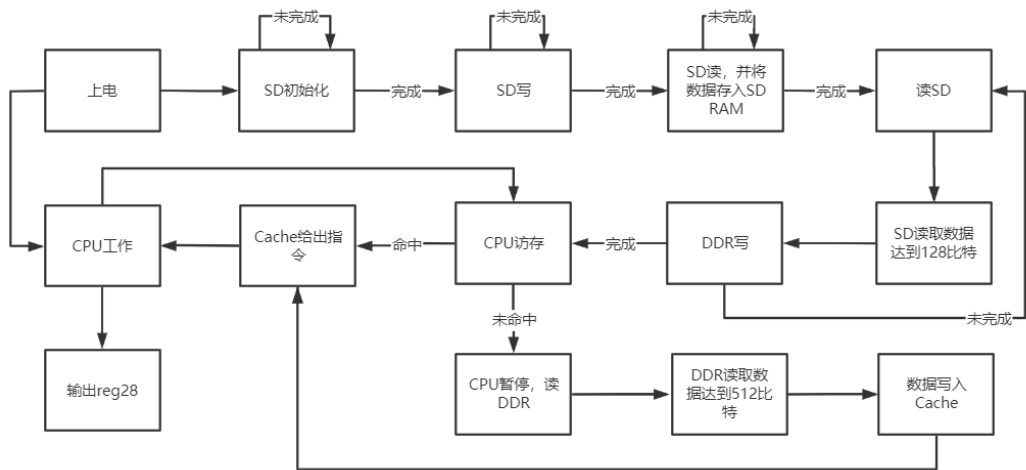 未完成
未完成
未完成
上电
SD初始化
完成
SD写
完成
SD读，并将
数据存入SD
RAM
完成
读SD
CPU工作
Cache给出指
令
命中
CPU访存
完成
DDR写
SD读取数据
达到128比特
未命中
未完成
输出reg28
CPU暂停，读
DDR
DDR读取数
据达到512比
特
数据写入
Cache